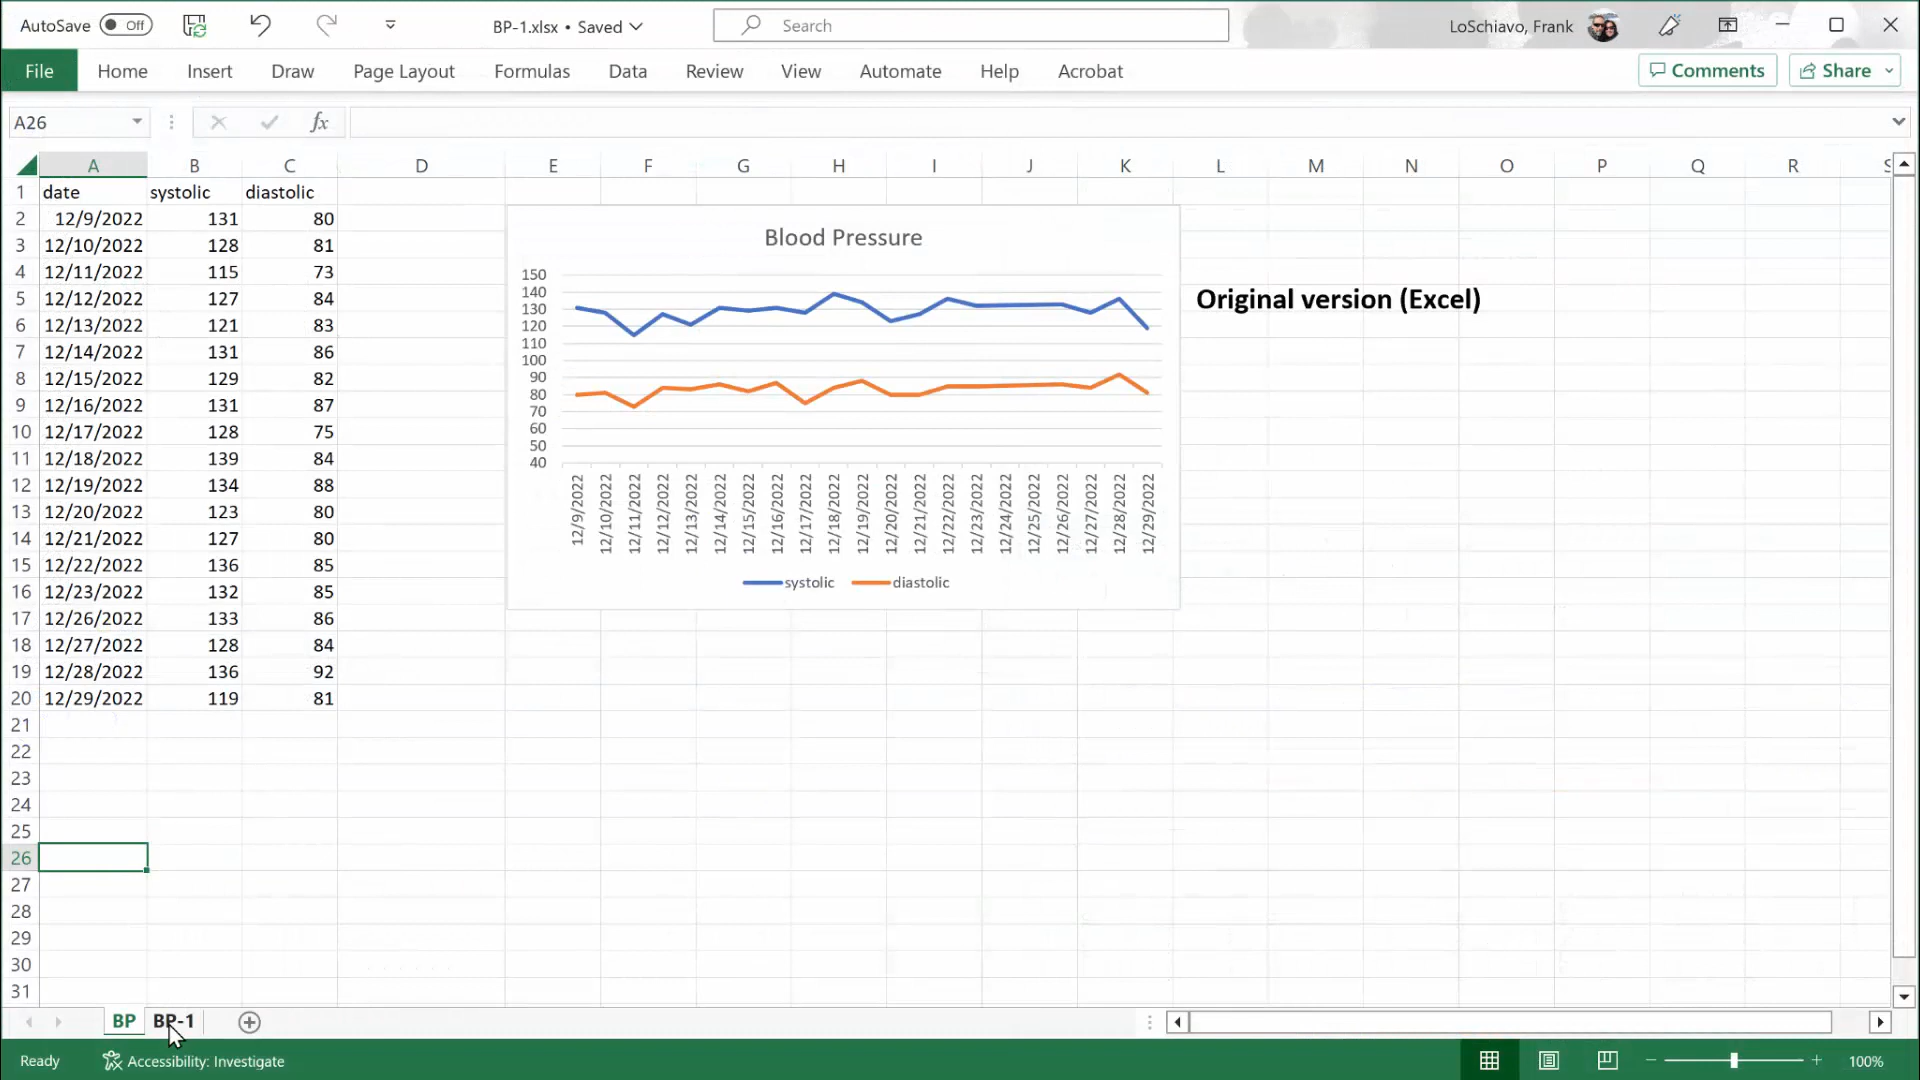 AutoSave Off BP-1.xlsx • Saved Search LoSchiavo, Frank
File Home Insert Draw Page Layout Formulas Data Review View Automate Help Acrobat Comments Share
A26 fx
A B C D E F G H I J K L M N O P Q R S
1 date systolic diastolic
2 12/9/2022 131 80
3 12/10/2022 128 81
4 12/11/2022 115 73
5 12/12/2022 127 84
6 12/13/2022 121 83
7 12/14/2022 131 86
8 12/15/2022 129 82
9 12/16/2022 131 87
10 12/17/2022 128 75
11 12/18/2022 139 84
12 12/19/2022 134 88
13 12/20/2022 123 80
14 12/21/2022 127 80
15 12/22/2022 136 85
16 12/23/2022 132 85
17 12/26/2022 133 86
18 12/27/2022 128 84
19 12/28/2022 136 92
20 12/29/2022 119 81
21
22
23
24
25
26
27
28
29
30
31
Blood Pressure
150
140
130
120
110
100
90
80
70
60
50
40
12/9/2022 12/10/2022 12/11/2022 12/12/2022 12/13/2022 12/14/2022 12/15/2022 12/16/2022 12/17/2022 12/18/2022 12/19/2022 12/20/2022 12/21/2022 12/22/2022 12/23/2022 12/24/2022 12/25/2022 12/26/2022 12/27/2022 12/28/2022 12/29/2022
systolic diastolic
Original version (Excel)
BP BP-1
Ready Accessibility: Investigate 100%